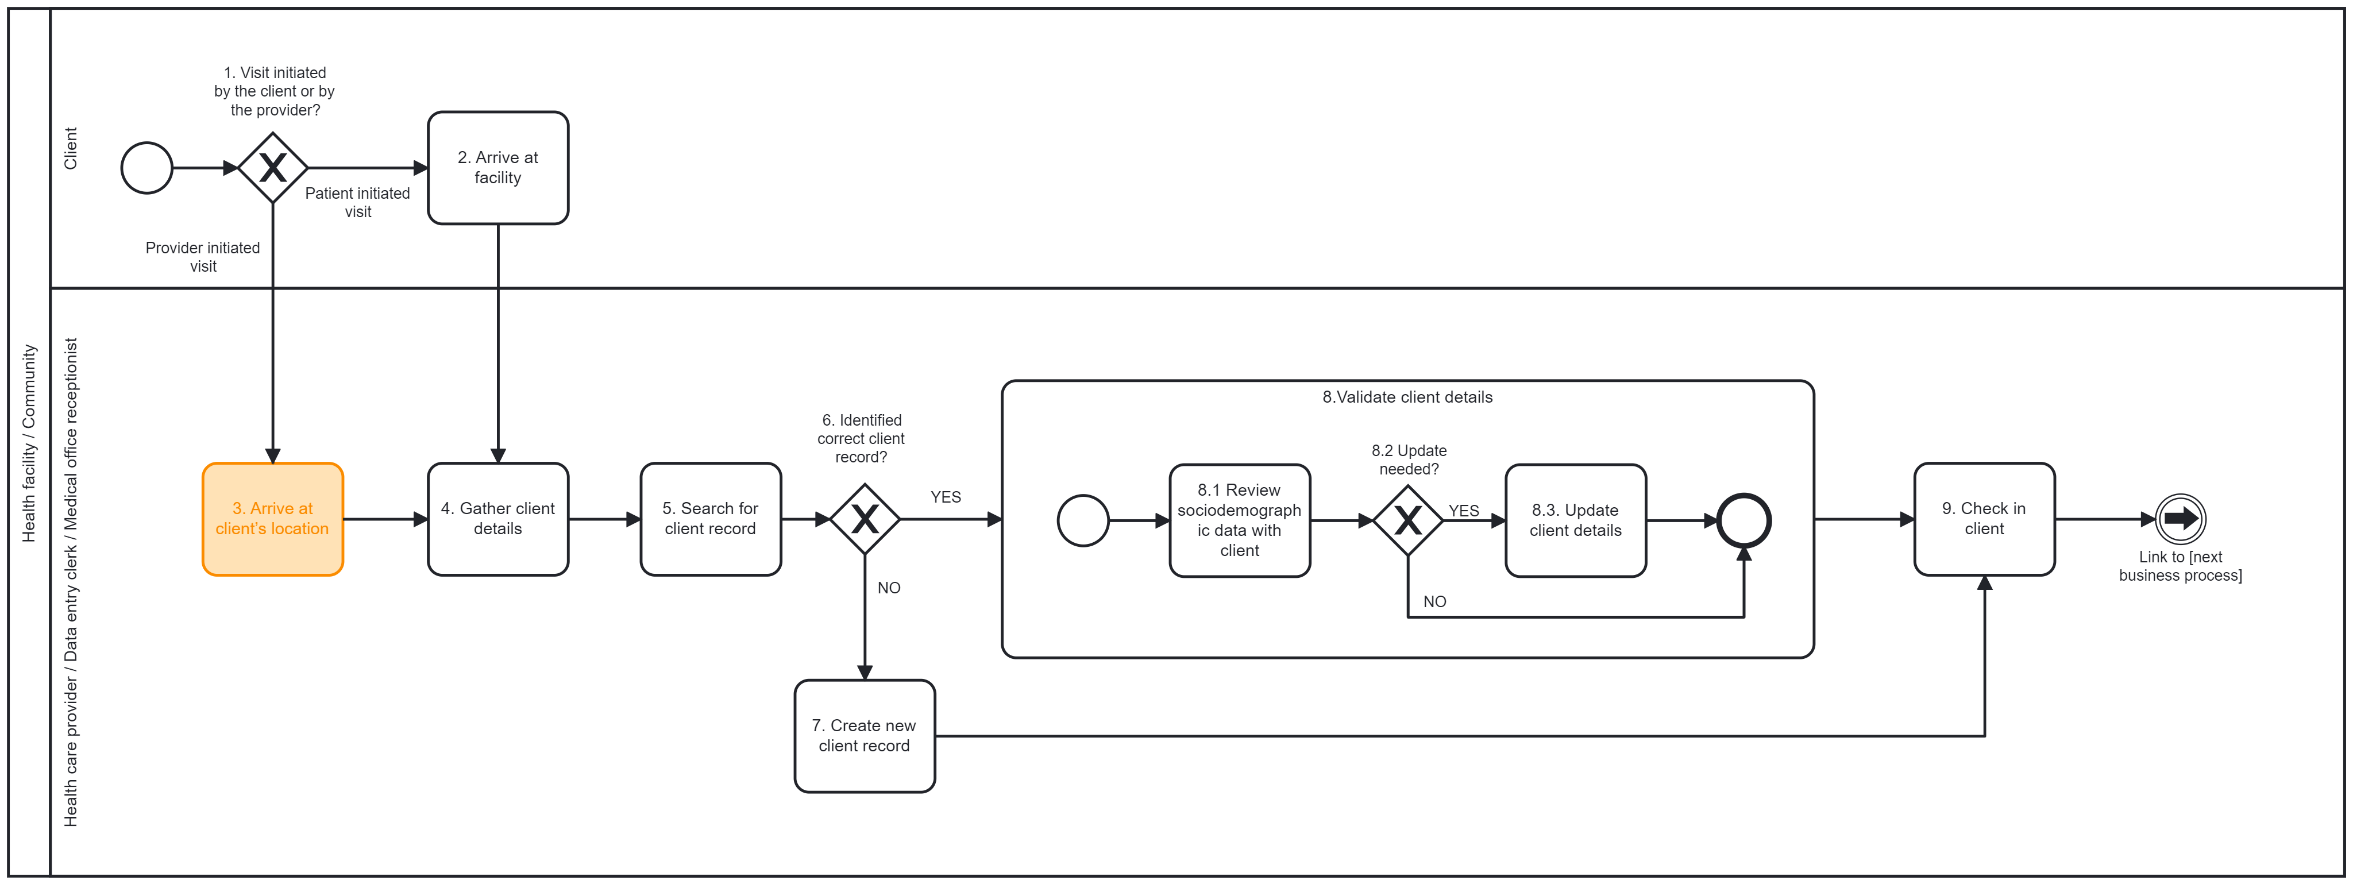 Health facility / Community
Client
1. Visit initiated
by the client or by
the provider?
Patient initiated
visit
Provider initiated
visit
2. Arrive at
facility
Health care provider / Data entry clerk / Medical office receptionist
3. Arrive at
client's location
4. Gather client
details
5. Search for
client record
6. Identified
correct client
record?
YES
NO
7. Create new
client record
8.Validate client details
8.1 Review
sociodemograph
ic data with
client
8.2 Update
needed?
YES
NO
8.3. Update
client details
9. Check in
client
Link to [next
business process]